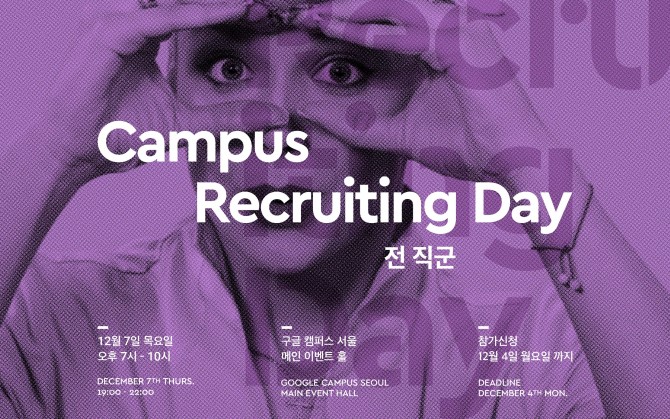 Recru
iting
Day
Campus
Recruiting Day
전 직군
12월 7일 목요일
오후 7시 - 10시
DECEMBER 7TH THURS.
19:00 - 22:00
구글 캠퍼스 서울
메인 이벤트 홀
GOOGLE CAMPUS SEOUL
MAIN EVENT HALL
참가신청
12월 4일 월요일 까지
DEADLINE
DECEMBER 4TH MON.